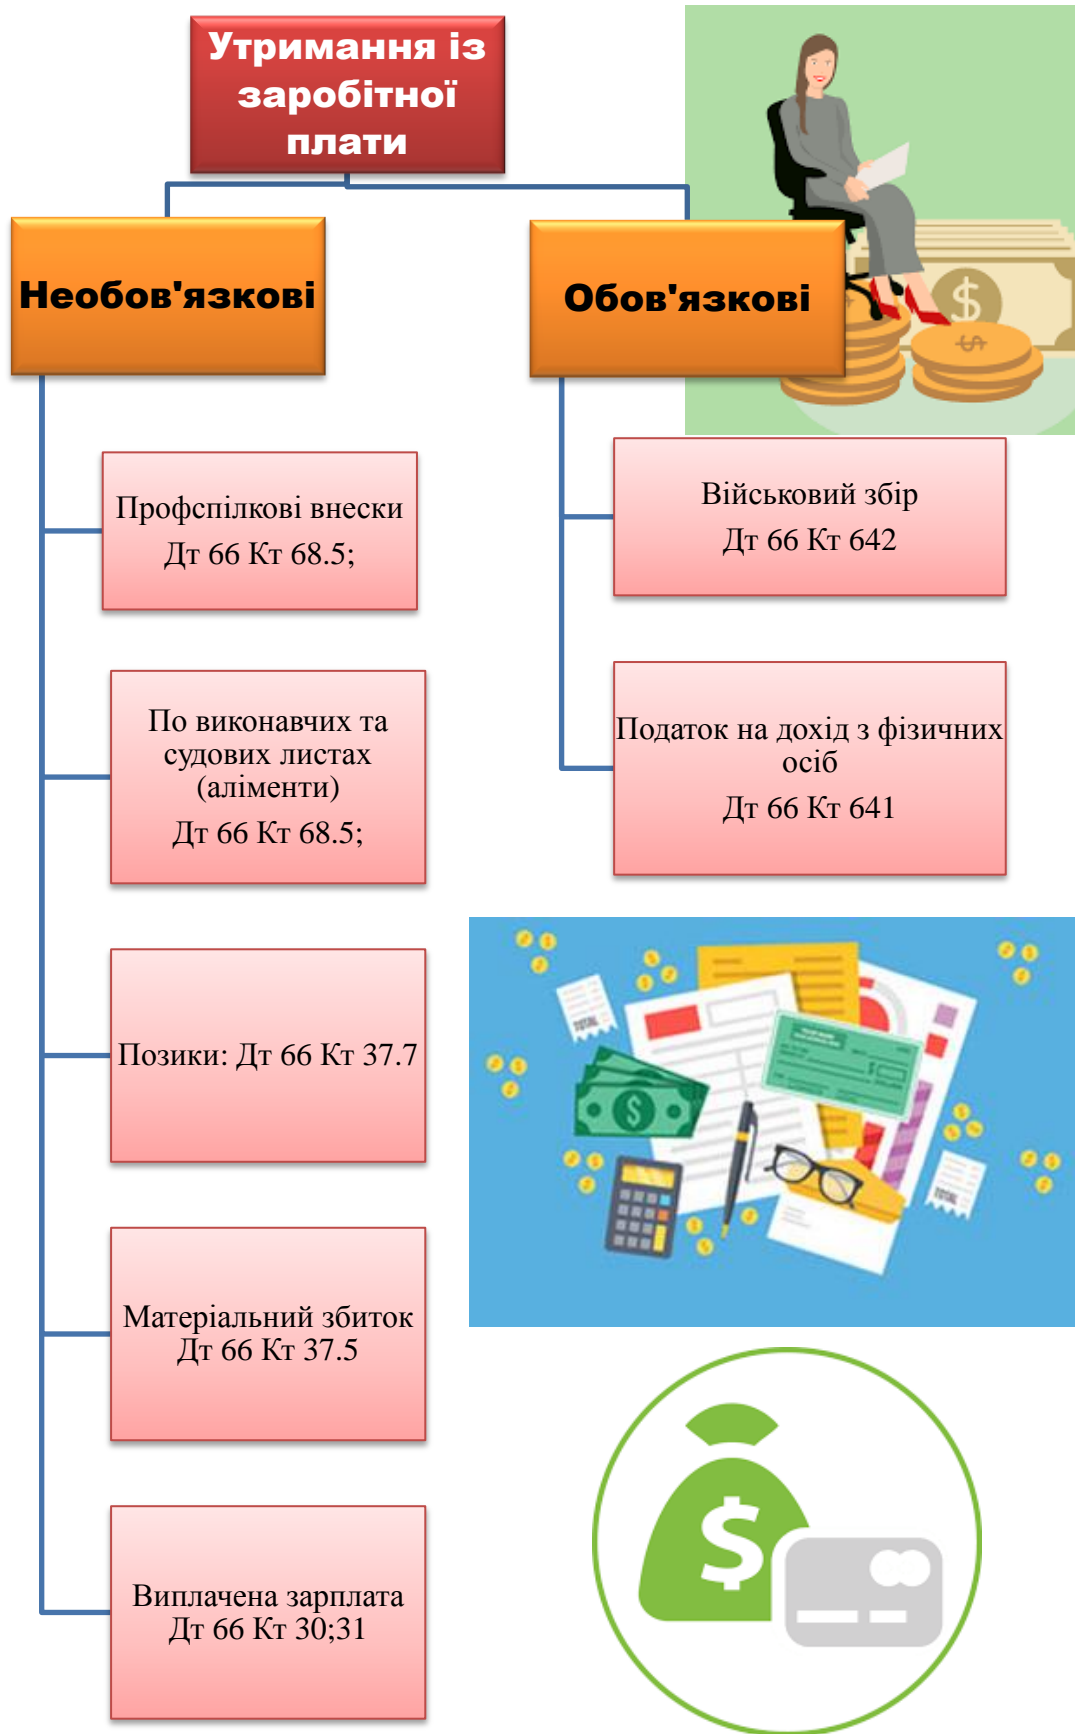 Утримання із
заробітної
плати
Необов'язкові
Обов'язкові
Профспілкові внески
Дт 66 Кт 68.5;
По виконавчих та
судових листах
(аліменти)
Дт 66 Кт 68.5;
Позики: Дт 66 Кт 37.7
Матеріальний збиток
Дт 66 Кт 37.5
Виплачена зарплата
Дт 66 Кт 30;31
Військовий збір
Дт 66 Кт 642
Податок на дохід з фізичних
осіб
Дт 66 Кт 641
TOTAL
$
$
TOTAL
$